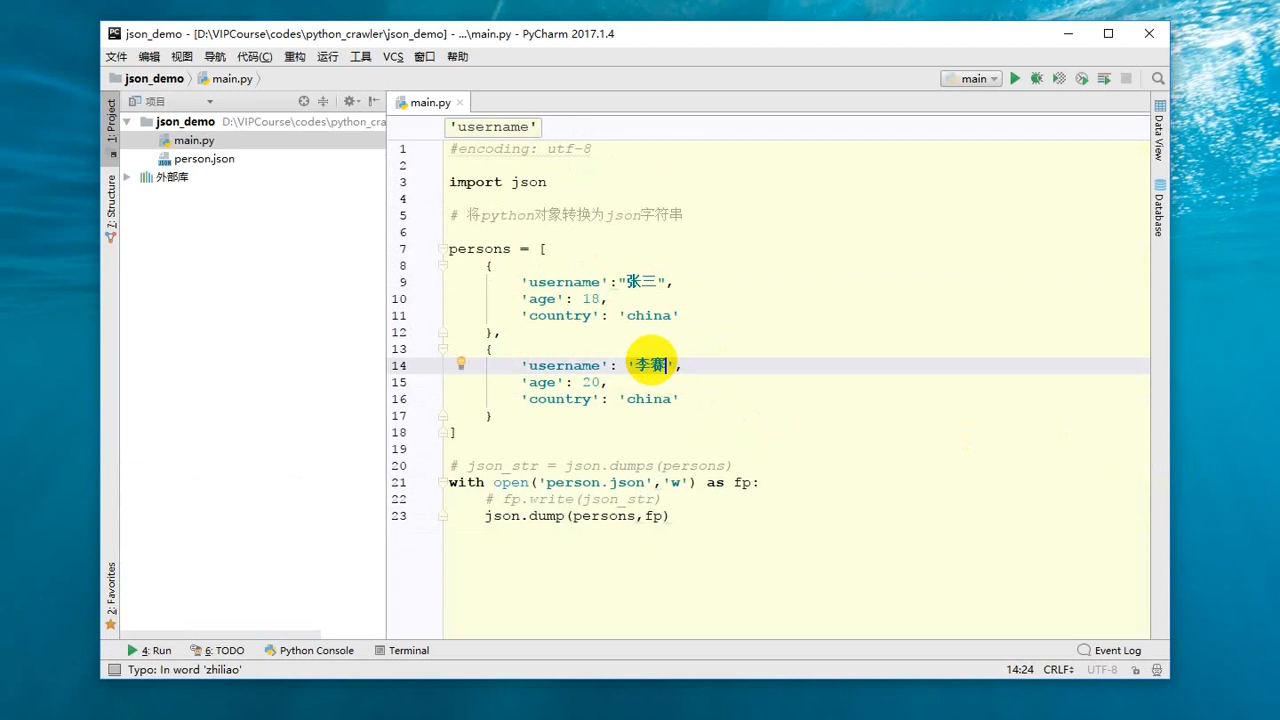 json_demo - [D:\VIPCourse\codes\python_crawler\json_demo] - ...\main.py - PyCharm 2017.1.4
文件 编辑 视图 导航 代码(C) 重构 运行 工具 VCS 窗口 帮助
json_demo main.py main
1: Project
项目
main.py
json_demo D:\VIPCourse\codes\python_cra
main.py
person.json
外部库
7: Structure
2: Favorites
'username'
1 #encoding: utf-8
2
3 import json
4
5 # 将python对象转换为json字符串
6
7 persons = [
8 {
9 'username':"张三",
10 'age': 18,
11 'country': 'china'
12 },
13 {
14 'username': '李赛',
15 'age': 20,
16 'country': 'china'
17 }
18 ]
19
20 # json_str = json.dumps(persons)
21 with open('person.json','w') as fp:
22 # fp.write(json_str)
23 json.dump(persons,fp)
Data View
Database
4: Run 6: TODO Python Console Terminal Event Log
Typo: In word 'zhiliao' 14:24 CRLF UTF-8